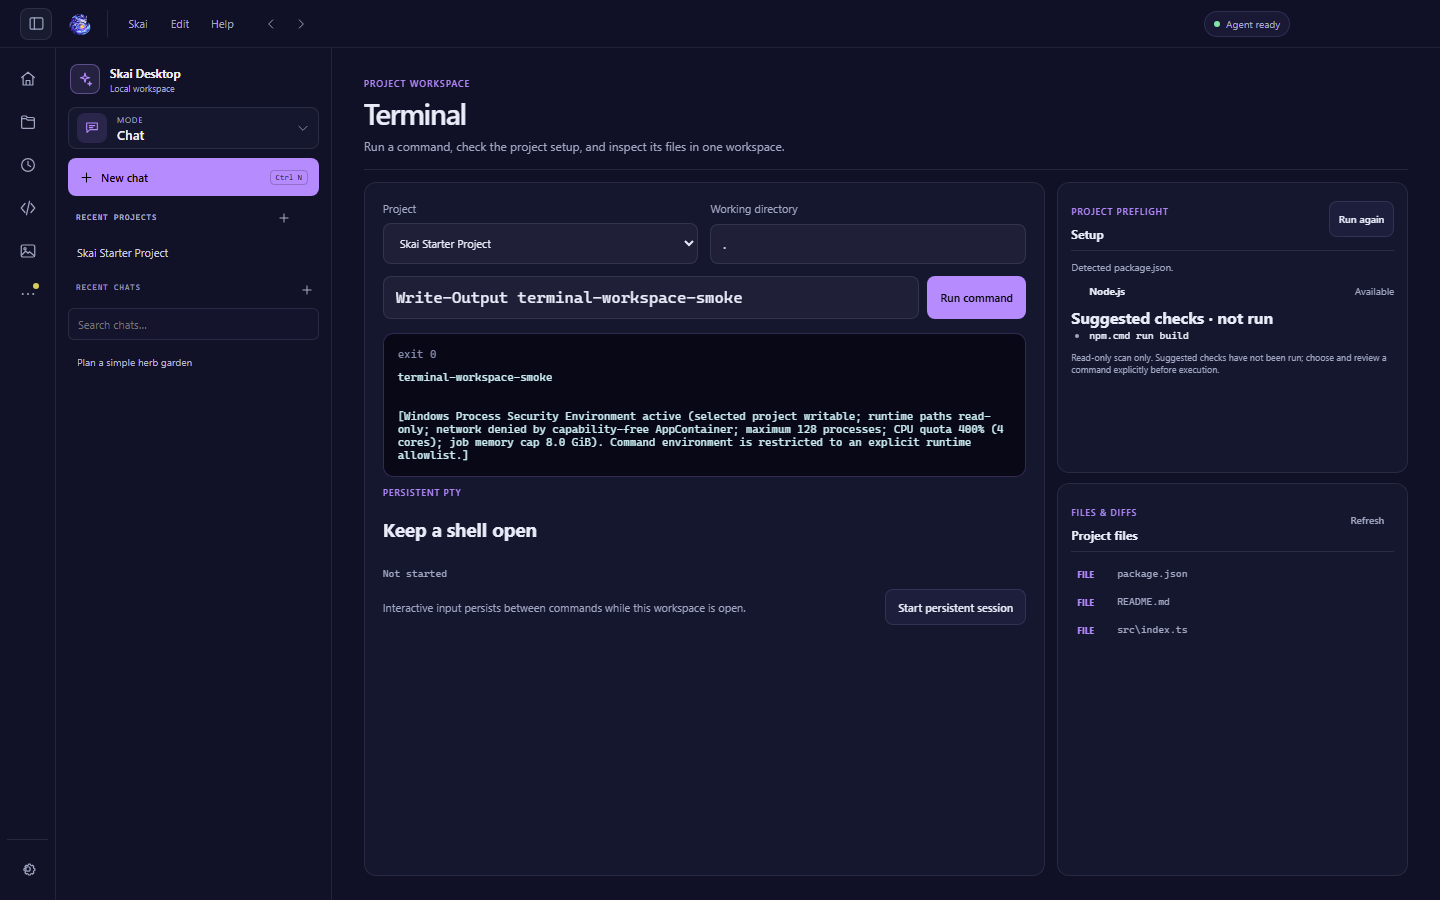 Skai Edit Help
Agent ready
Skai Desktop
Local workspace
MODE
Chat
New chat Ctrl N
RECENT PROJECTS
Skai Starter Project
RECENT CHATS
Search chats...
Plan a simple herb garden
PROJECT WORKSPACE
Terminal
Run a command, check the project setup, and inspect its files in one workspace.
Project Working directory
Skai Starter Project .
Write-Output terminal-workspace-smoke Run command
exit 0
terminal-workspace-smoke
[Windows Process Security Environment active (selected project writable; runtime paths read-
only; network denied by capability-free AppContainer; maximum 128 processes; CPU quota 400% (4
cores); job memory cap 8.0 GiB). Command environment is restricted to an explicit runtime
allowlist.]
PERSISTENT PTY
Keep a shell open
Not started
Interactive input persists between commands while this workspace is open. Start persistent session
PROJECT PREFLIGHT
Setup
Run again
Detected package.json.
Node.js Available
Suggested checks · not run
• npm.cmd run build
Read-only scan only. Suggested checks have not been run; choose and review a
command explicitly before execution.
FILES & DIFFS
Project files
Refresh
FILE package.json
FILE README.md
FILE src\index.ts